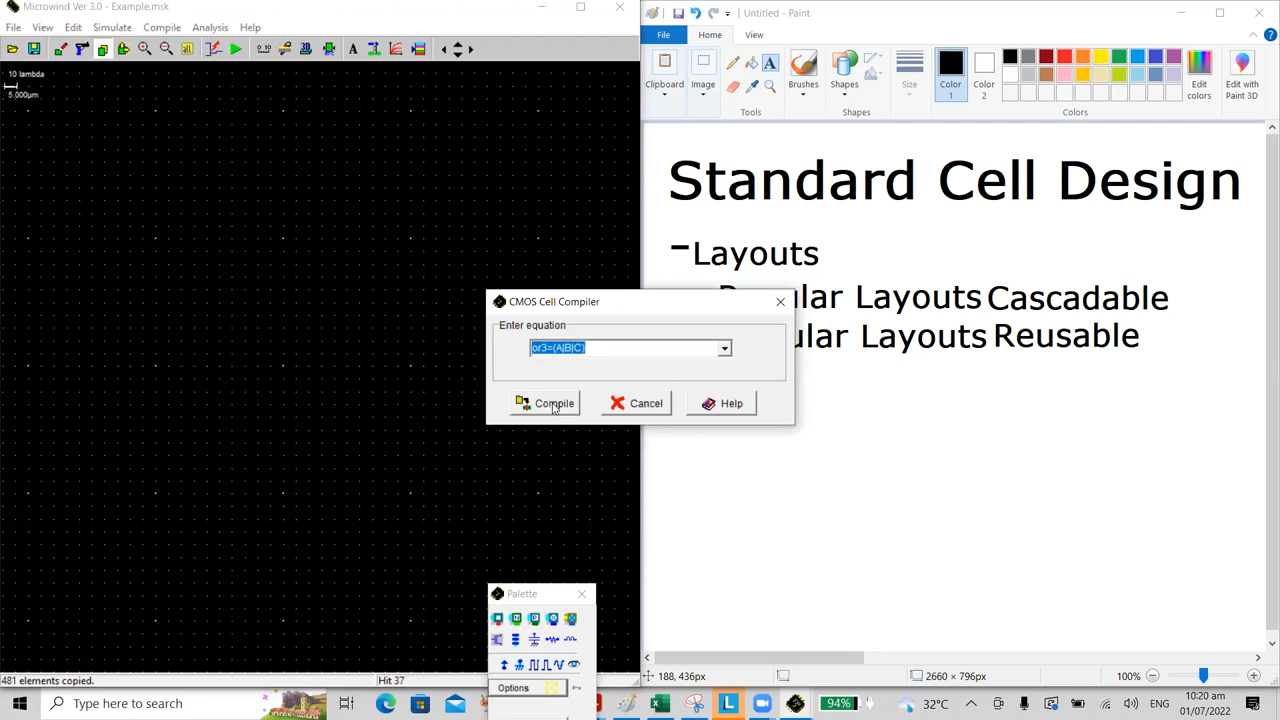 Microwind Ver 3.0 - Example.msk
File View Edit Simulate Compile Analysis Help
10 lambda
5.000µm
Untitled - Paint
File Home View
Clipboard
Image
Tools
Brushes
Shapes
Shapes
Size
Color 1
Color 2
Edit colors
Edit with Paint 3D
Colors
Standard Cell Design
-Layouts
ular Layouts Cascadable
ular Layouts Reusable
CMOS Cell Compiler
Enter equation
or3=(A|B|C)
Compile Cancel Help
Palette
Options
481 elements copied. Hit 37
188, 436px 2660 × 796px 100%
Type here to search
94% 32°C ENG 10:20 am
01/07/2022